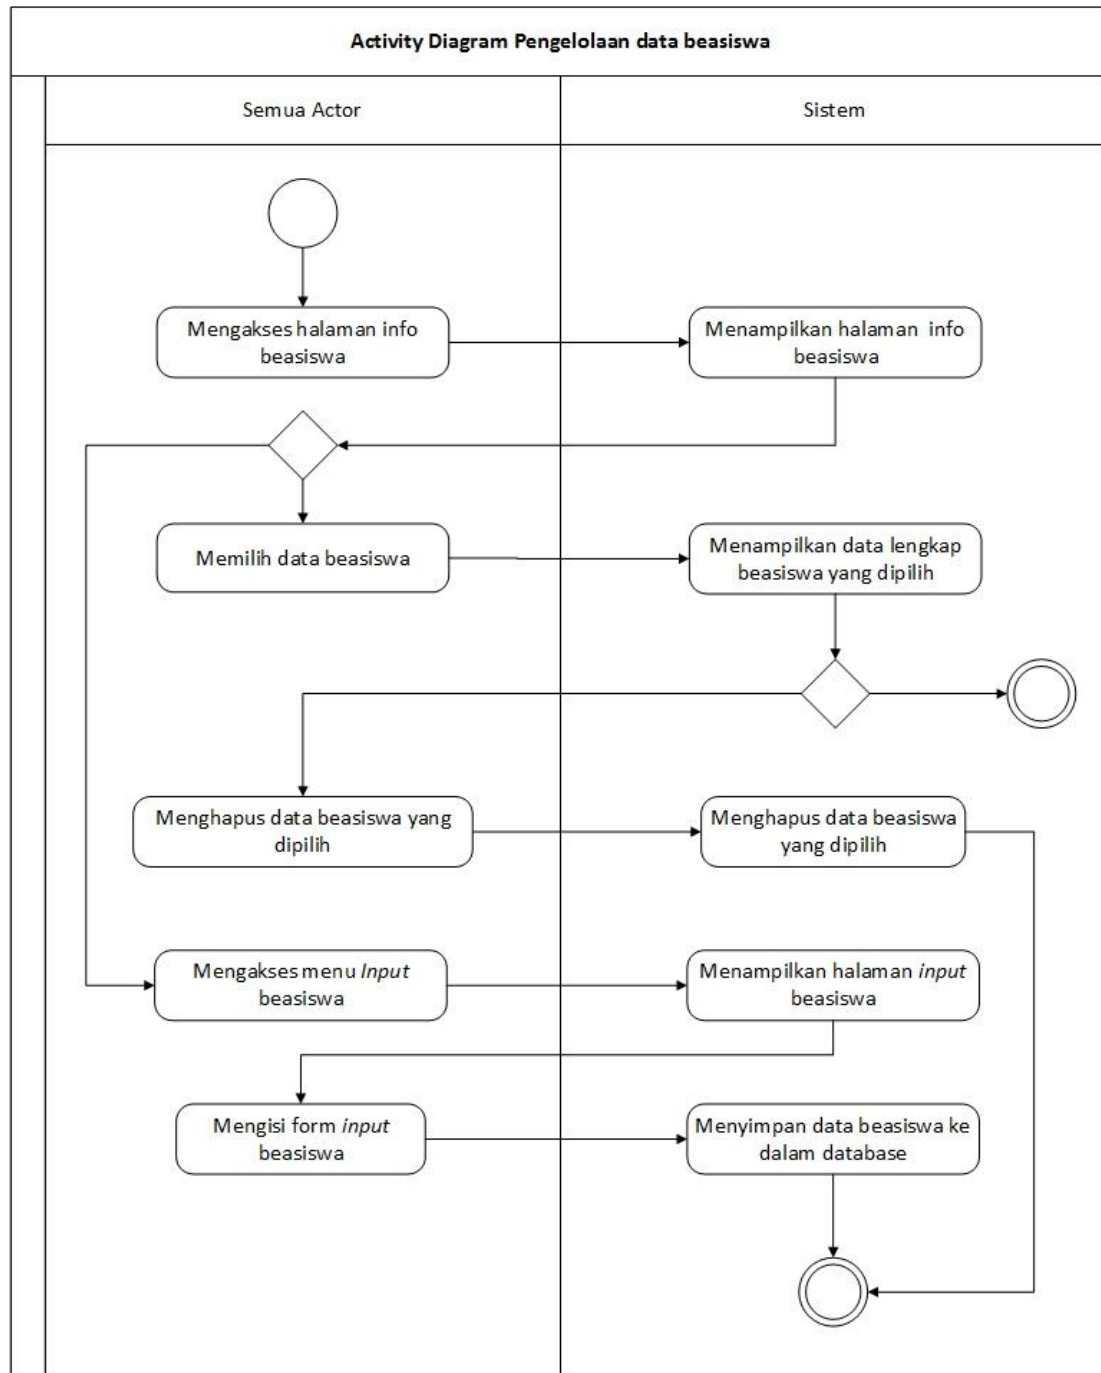 Activity Diagram Pengelolaan data beasiswa
Semua Actor
Sistem
Mengakses halaman info
beasiswa
Menampilkan halaman info
beasiswa
Memilih data beasiswa
Menampilkan data lengkap
beasiswa yang dipilih
Menghapus data beasiswa yang
dipilih
Menghapus data beasiswa
yang dipilih
Mengakses menu Input
beasiswa
Menampilkan halaman input
beasiswa
Mengisi form input
beasiswa
Menyimpan data beasiswa ke
dalam database